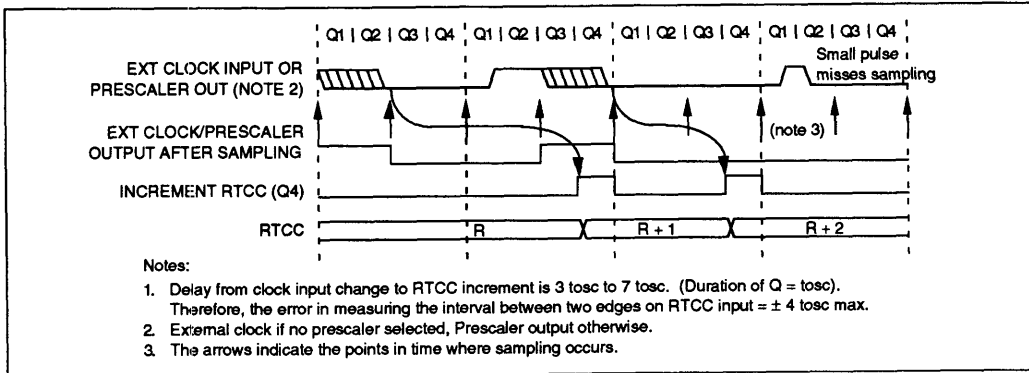 Q1 | Q2 | Q3 | Q4 | Q1 | Q2 | Q3 | Q4 | Q1 | Q2 | Q3 | Q4 | Q1 | Q2 | Q3 | Q4
Small pulse
misses sampling
EXT CLOCK INPUT OR
PRESCALER OUT (NOTE 2)
(note 3)
EXT CLOCK/PRESCALER
OUTPUT AFTER SAMPLING
INCREMENT RTCC (Q4)
RTCC R R + 1 R + 2
Notes:
1. Delay from clock input change to RTCC increment is 3 tosc to 7 tosc. (Duration of Q = tosc).
Therefore, the error in measuring the interval between two edges on RTCC input = ± 4 tosc max.
2. External clock if no prescaler selected, Prescaler output otherwise.
3. The arrows indicate the points in time where sampling occurs.